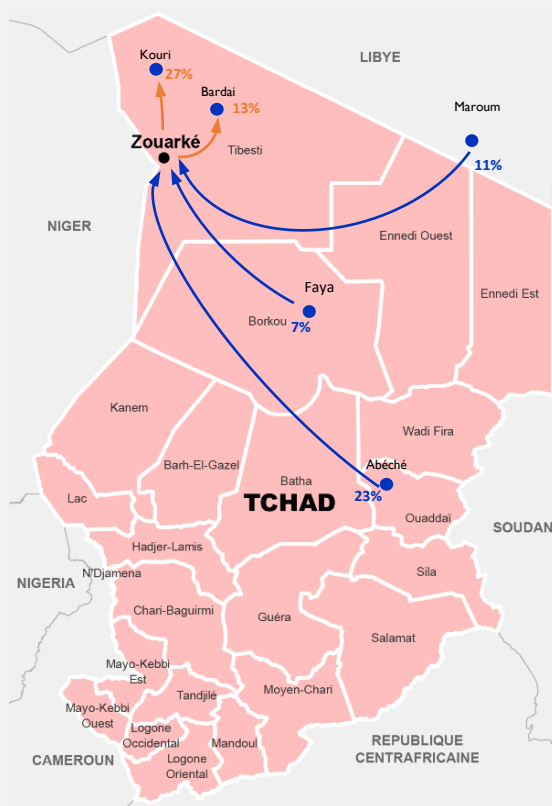 Kouri
27%
LIBYE
Bardai
13%
Maroum
Zouarké
Tibesti
11%
NIGER
Ennedi Ouest
Ennedi Est
Faya
Borkou
7%
Kanem
Wadi Fira
Barh-El-Gazel
Abéché
Batha
23%
Lac
TCHAD
Ouaddaï
SOUDAN
Hadjer-Lamis
N'Djamena
Sila
NIGERIA
Chari-Baguirmi
Guéra
Salamat
Mayo-Kebbi
Est
Moyen-Chari
Tandjilé
Mayo-Kebbi
Ouest
Logone
Occidental
Mandoul
REPUBLIQUE
CENTRAFRICAINE
CAMEROUN
Logone
Oriental